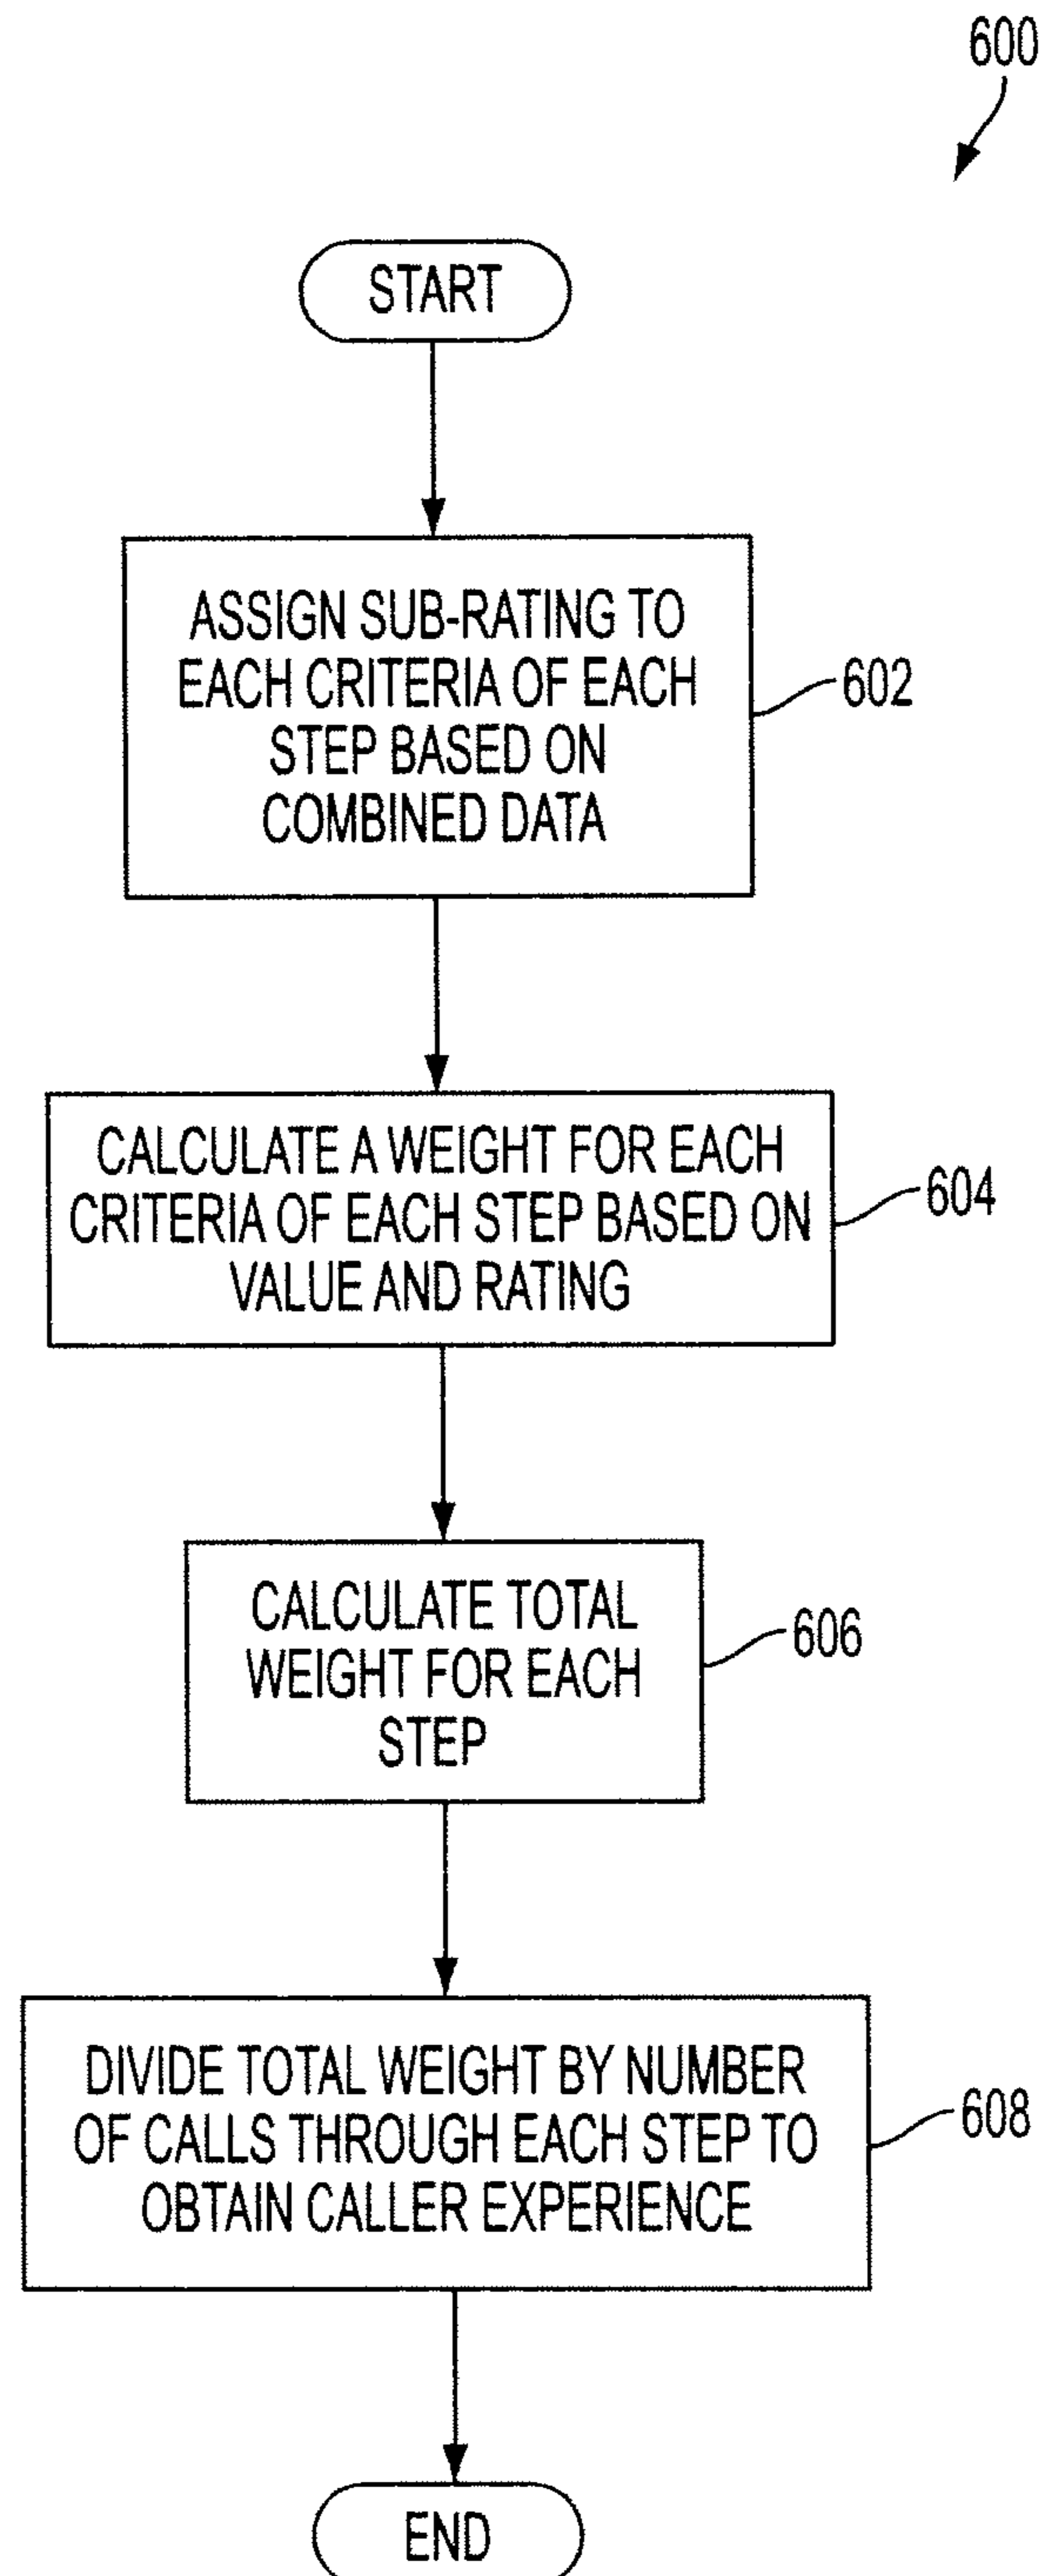 600
START
ASSIGN SUB-RATING TO
EACH CRITERIA OF EACH
STEP BASED ON
COMBINED DATA
602
CALCULATE A WEIGHT FOR EACH
CRITERIA OF EACH STEP BASED ON
VALUE AND RATING
604
CALCULATE TOTAL
WEIGHT FOR EACH
STEP
606
DIVIDE TOTAL WEIGHT BY NUMBER
OF CALLS THROUGH EACH STEP TO
OBTAIN CALLER EXPERIENCE
608
END